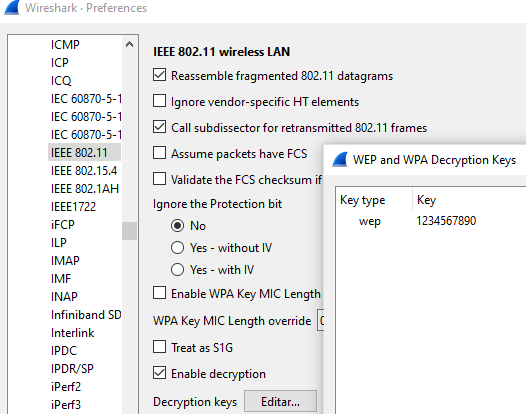 Wireshark · Preferences
ICMP
ICP
ICQ
IEC 60870-5-1
IEC 60870-5-1
IEC 60870-5-1
IEEE 802.11
IEEE 802.15.4
IEEE 802.1AH
IEEE1722
iFCP
ILP
IMAP
IMF
INAP
Infiniband SD
Interlink
IPDC
IPDR/SP
iPerf2
iPerf3
IEEE 802.11 wireless LAN
Reassemble fragmented 802.11 datagrams
Ignore vendor-specific HT elements
Call subdissector for retransmitted 802.11 frames
Assume packets have FCS
Validate the FCS checksum if
Ignore the Protection bit
No
Yes - without IV
Yes - with IV
Enable WPA Key MIC Length
WPA Key MIC Length override
Treat as S1G
Enable decryption
Decryption keys Editar...
WEP and WPA Decryption Keys
Key type Key
wep 1234567890